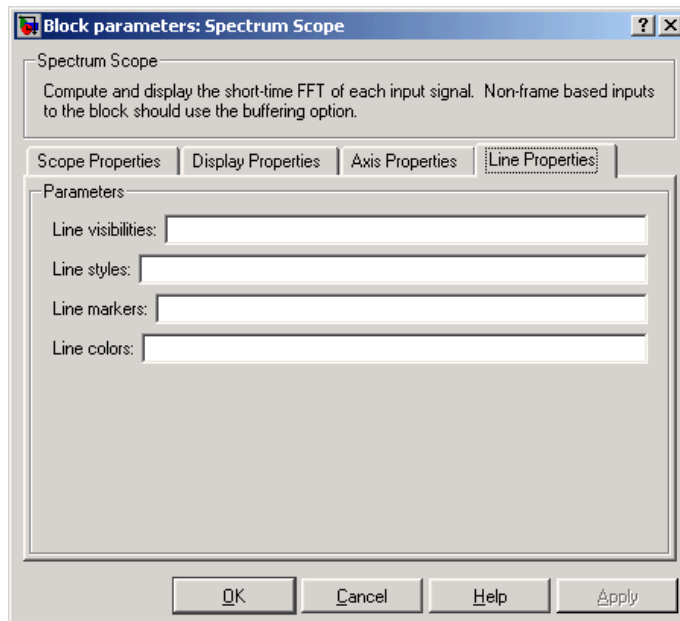 Block parameters: Spectrum Scope
Spectrum Scope
Compute and display the short-time FFT of each input signal.  Non-frame based inputs
to the block should use the buffering option.
Scope Properties
Display Properties
Axis Properties
Line Properties
Parameters
Line visibilities:
Line styles:
Line markers:
Line colors:
OK
Cancel
Help
Apply